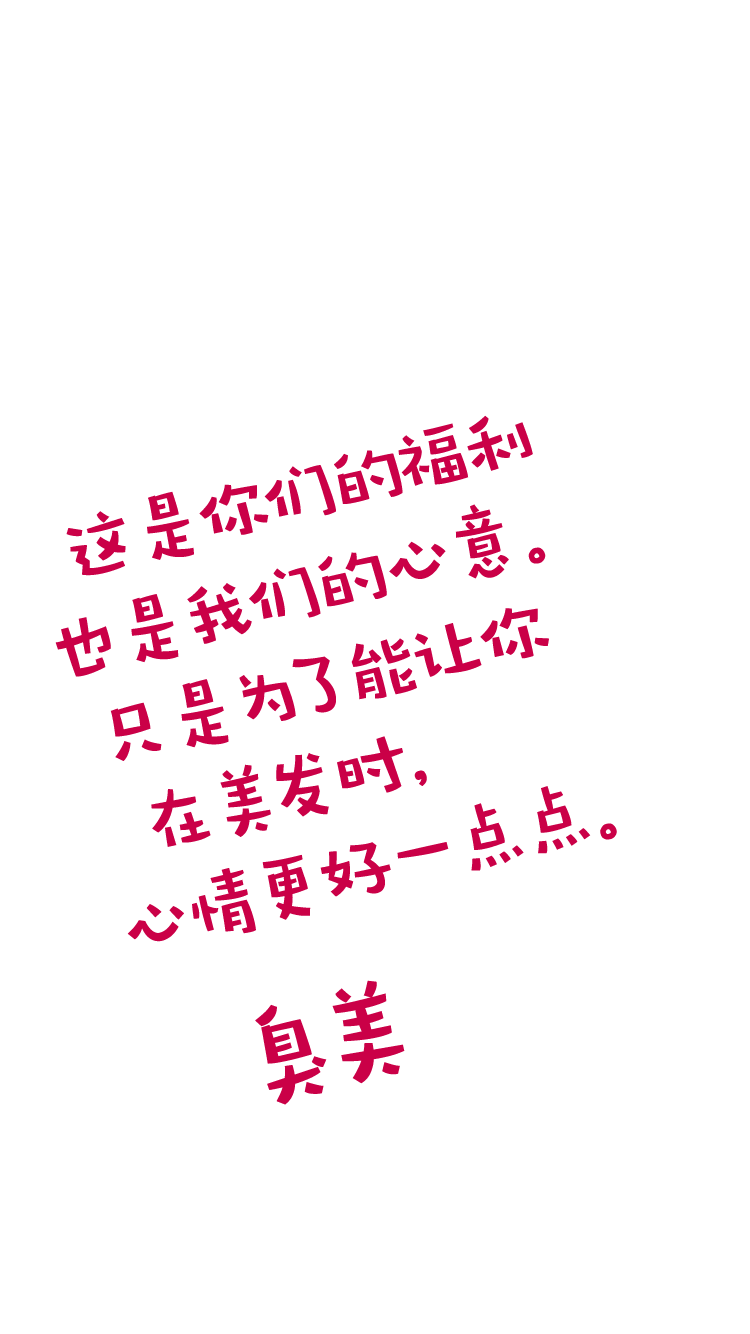 这是你们的福利
也是我们的心意。
只是为了能让你
在美发时,
心情更好一点点。
臭美